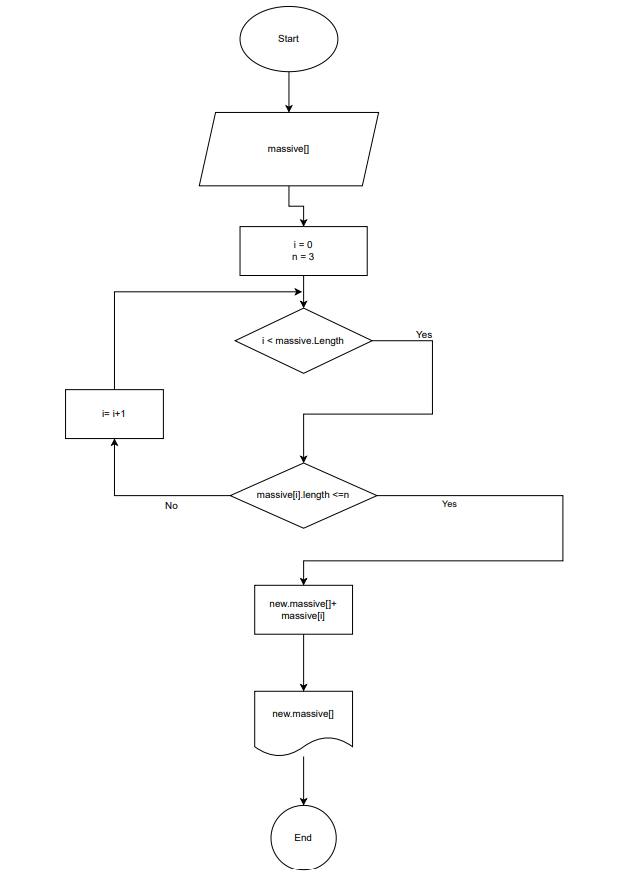 Start
massive[]
i = 0
n = 3
i < massive.Length
Yes
i= i+1
massive[i].length <=n
No
Yes
new.massive[]+
massive[i]
new.massive[]
End